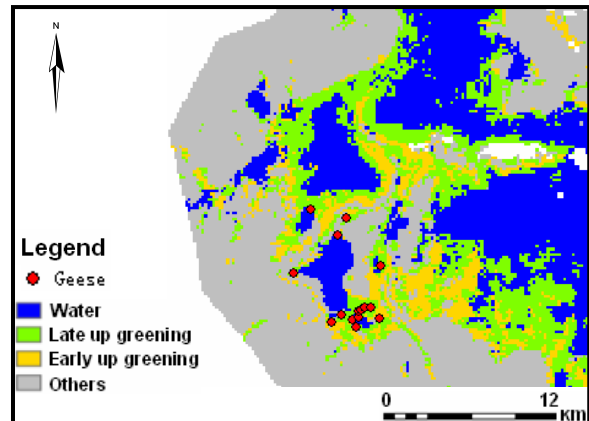 N
Legend
Geese
Water
Late up greening
Early up greening
Others
0 12
Km